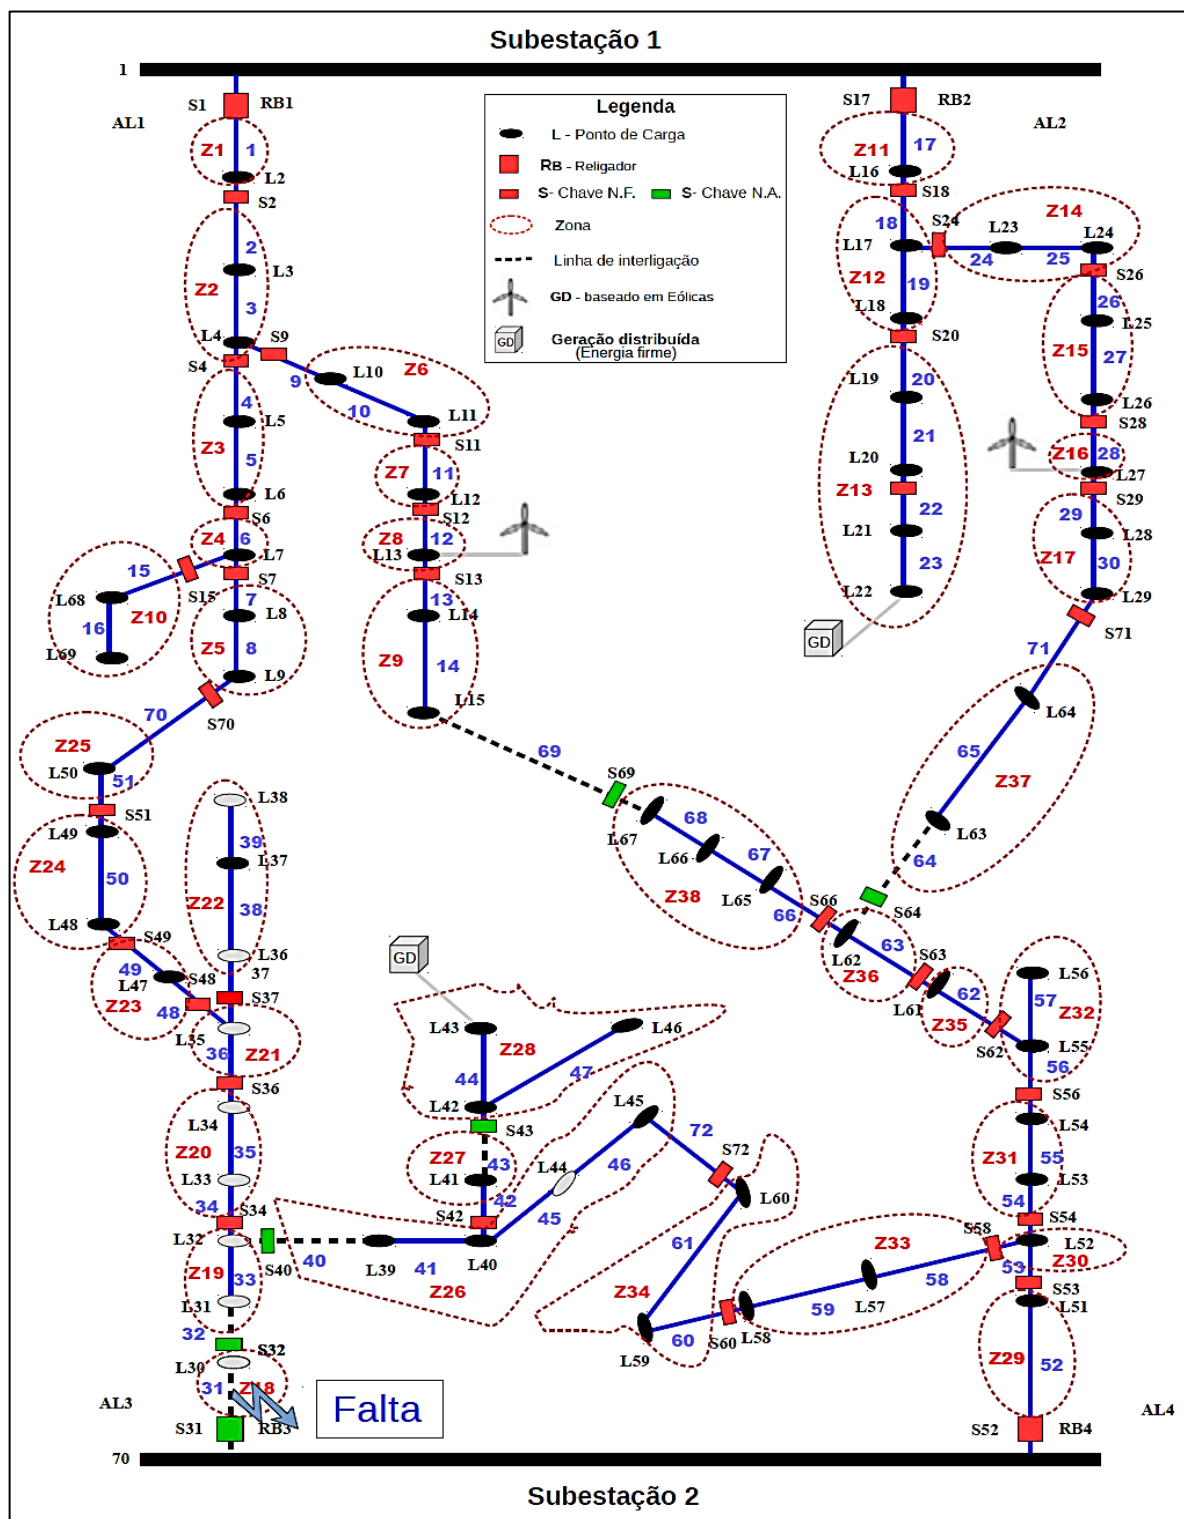 Subestação 1
1
S1 RB1
AL1
S17 RB2
AL2
Legenda
L - Ponto de Carga
RB - Religador
S- Chave N.F. S- Chave N.A.
Zona
Linha de interligação
GD - baseado em Eólicas
GD Geração distribuída
(Energia firme)
Z1 1
L2
S2
2
L3
Z2
3
L4 S9
S4
9 L10 Z6
10 L11
4
L5
Z3 5
L6
S6
S11
Z7 11
L12
S12
Z8 12
L13
S13
Z4 6
L7
S7
15 S15
L68
Z10
16
L69
7
L8
Z5 8
L9
S70
70
13
L14
Z9 14
L15
69
S69
Z11 17
L16
S18
18 S24 L23 Z14 L24
L17
24 25
S26
Z12 19
L18
S20
26
L25
Z15 27
L26
S28
L19 20
21
L20
Z13
22
L21
23
L22
GD
Z16 28
L27
S29
29
L28
Z17 30
L29
S71
71
L64
65
Z37
L63
64
S64
Z25
L50 51
S51
L49
Z24
50
L48
S49
49
L47 S48
Z23 48
L38
39
L37
Z22
38
L36
37
S37
L35
36 Z21
S36
L34
Z20 35
L33
34 S34
L32
S40
Z19 33
L31
32 S32
L30
31 Z18
AL3
S31 RB3
Falta
68
L67
67
L66
Z38 L65
66
S66
L62 63
Z36
S63
L61 62
Z35
S62
L56
57
Z32
L55
56
S56
L54
Z31 55
L53
54
S54
S58
L52
53 Z30
S53
L51
Z29 52
S52 RB4
AL4
GD
L43 L46
Z28
44 47
L42
S43
L45
72
Z27 43
L41
L44 46
S72
42
S42 45
L60
40 L39 41 L40
Z26
61
Z33
58
Z34
59 L57
L58
60 S60
L59
70
Subestação 2